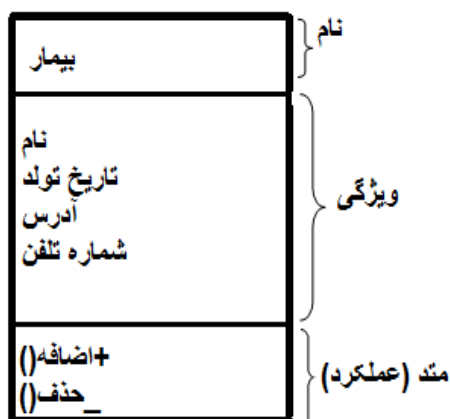 نام
بیمار
نام
تاریخ تولد
آدرس
شماره تلفن
ویژگی
+اضافه()
_حذف()
متد (عملکرد)